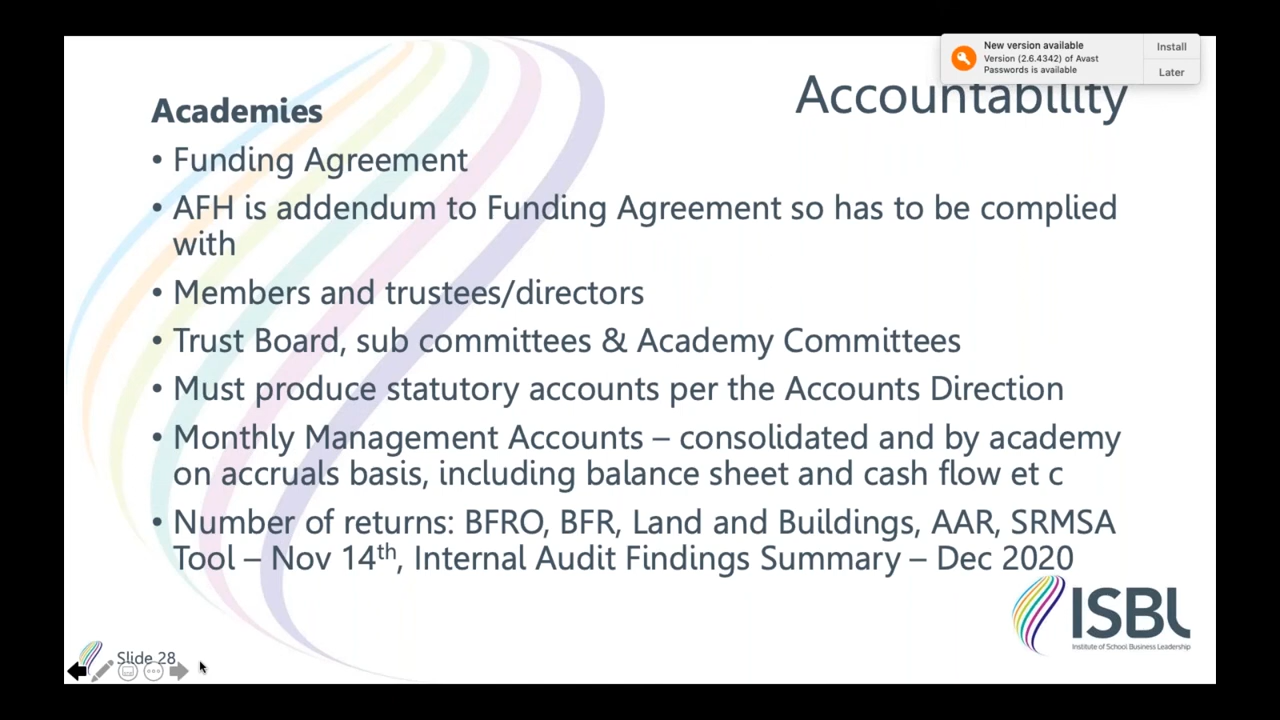 New version available
Version (2.6.4342) of Avast
Passwords is available
Install
Later
Accountability
Academies
• Funding Agreement
• AFH is addendum to Funding Agreement so has to be complied
with
• Members and trustees/directors
• Trust Board, sub committees & Academy Committees
• Must produce statutory accounts per the Accounts Direction
• Monthly Management Accounts – consolidated and by academy
on accruals basis, including balance sheet and cash flow et c
• Number of returns: BFRO, BFR, Land and Buildings, AAR, SRMSA
Tool – Nov 14th, Internal Audit Findings Summary – Dec 2020
ISBL
Institute of School Business Leadership
Slide 28